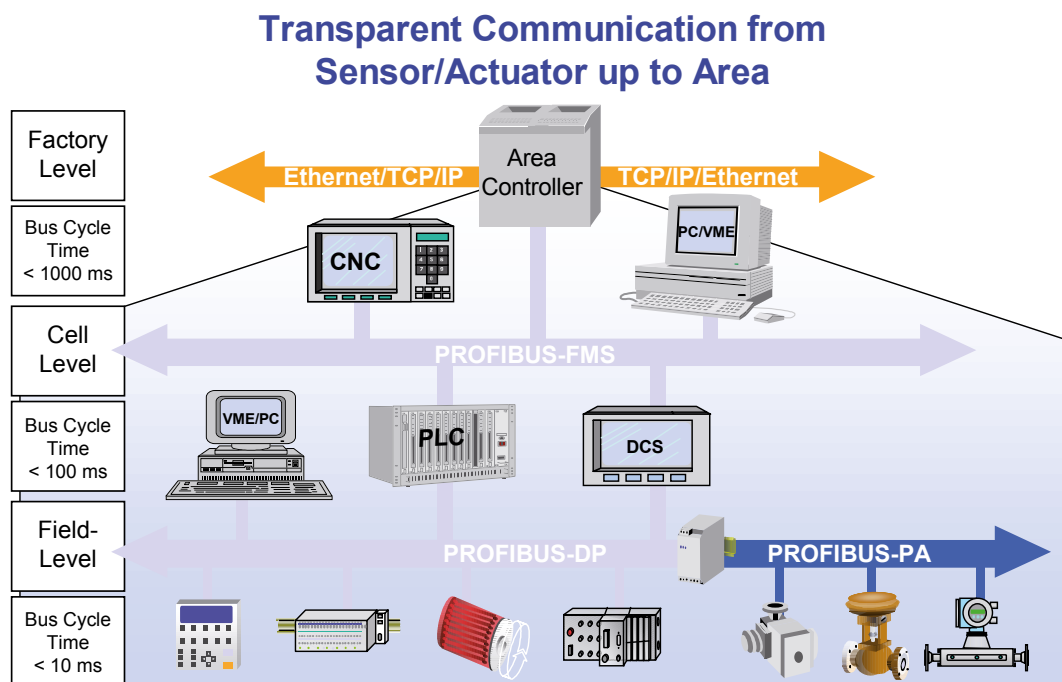 Transparent Communication from
Sensor/Actuator up to Area
Factory
Level
Ethernet/TCP/IP
Area
Controller
TCP/IP/Ethernet
Bus Cycle
Time
< 1000 ms
CNC
PC/VME
Cell
Level
PROFIBUS-FMS
Bus Cycle
Time
< 100 ms
VME/PC
PLC
DCS
Field-
Level
PROFIBUS-DP
PROFIBUS-PA
Bus Cycle
Time
< 10 ms